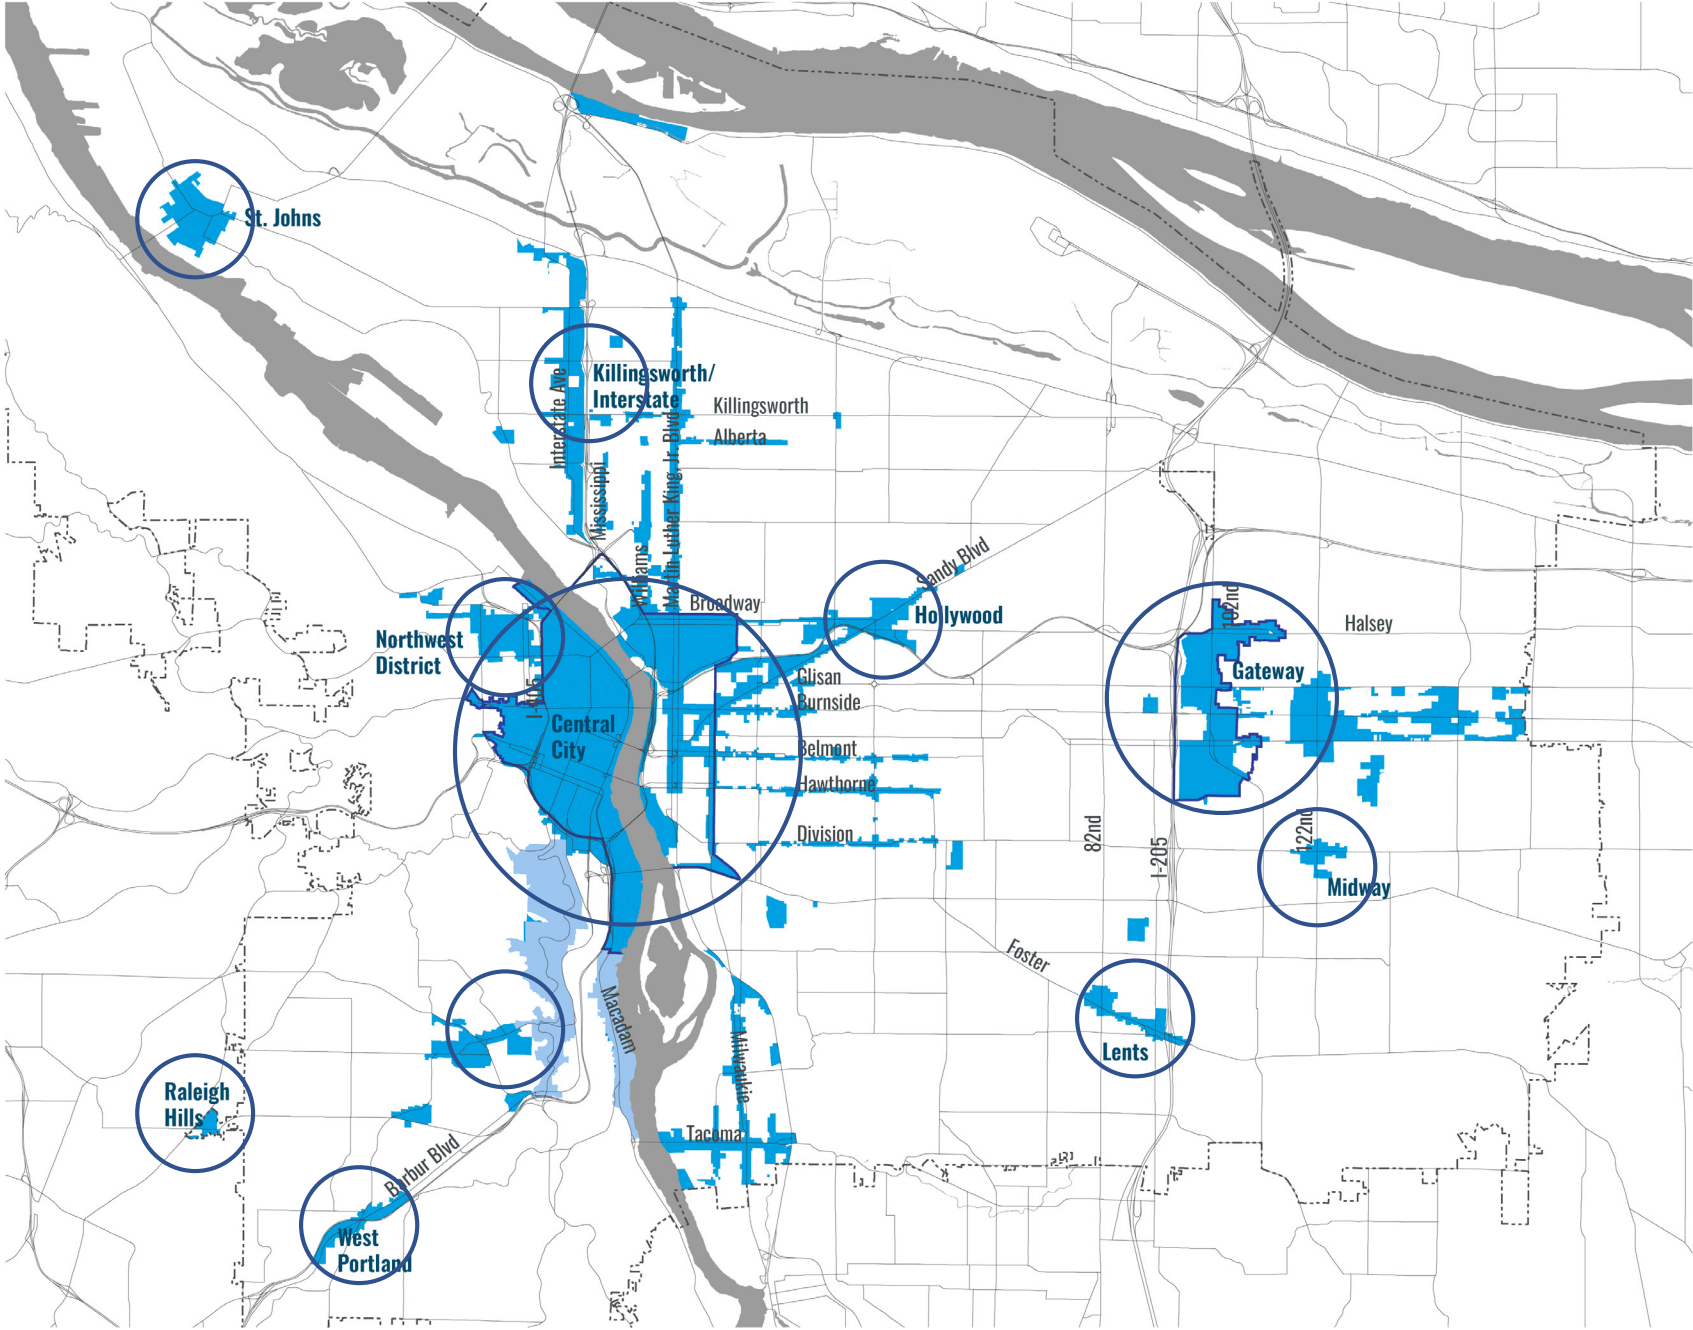 St. Johns
Killingsworth/
Interstate
Interstate Ave
Killingsworth
Alberta
Mississippi
Martin Luther King, Jr. Blvd
Williams
Sandy Blvd
Broadway
Hollywood
102nd
Halsey
Northwest
District
Gateway
Glisan
I-405
Burnside
Central
City
Belmont
Hawthorne
Division
82nd
I-205
122nd
Midway
Foster
Macadam
Milwaukie
Lents
Raleigh
Hills
Tacoma
Barbur Blvd
West
Portland